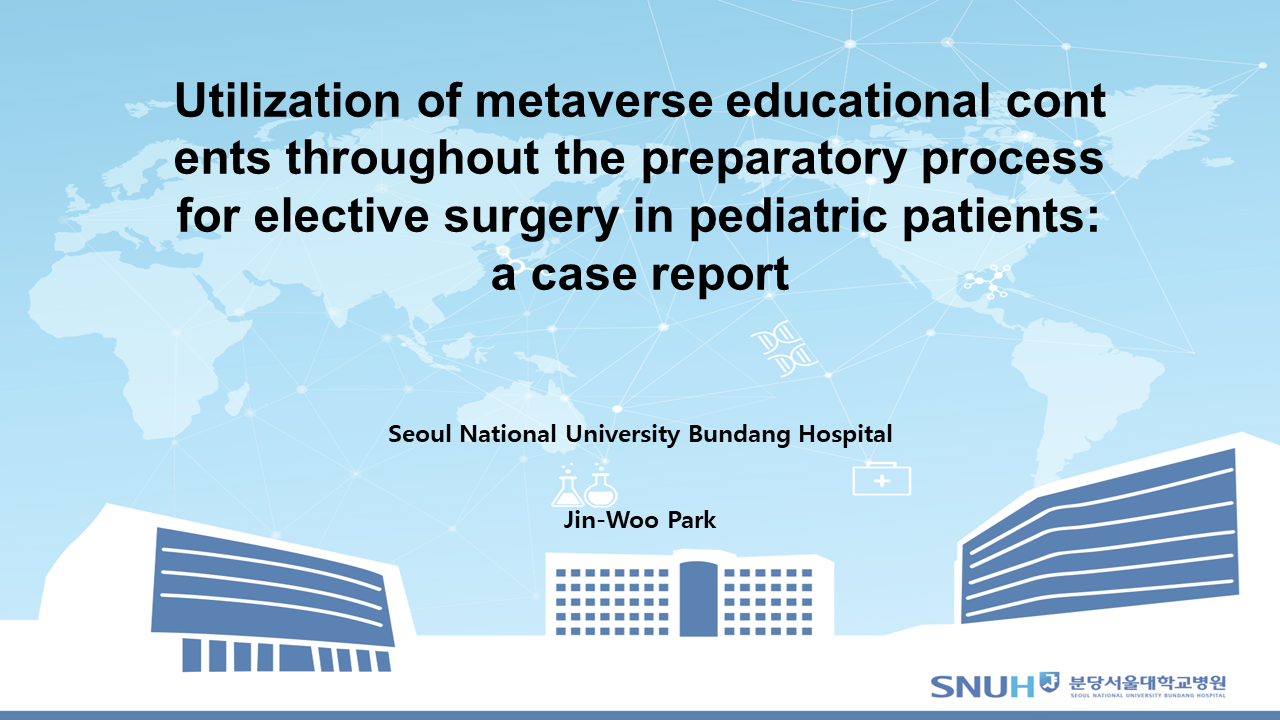 Utilization of metaverse educational cont
ents throughout the preparatory process
for elective surgery in pediatric patients:
a case report
Seoul National University Bundang Hospital
Jin-Woo Park
SNUH 분당서울대학교병원
SEOUL NATIONAL UNIVERSITY BUNDANG HOSPITAL